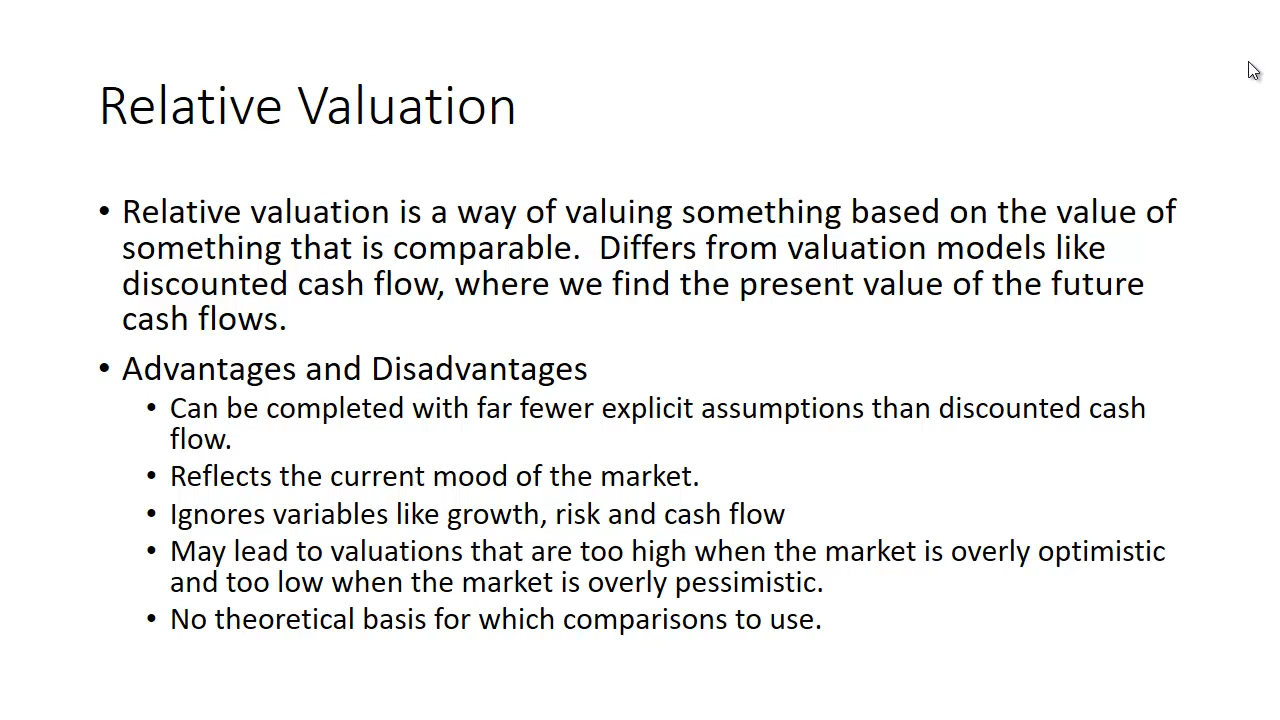 Relative Valuation
• Relative valuation is a way of valuing something based on the value of
something that is comparable.  Differs from valuation models like
discounted cash flow, where we find the present value of the future
cash flows.
• Advantages and Disadvantages
• Can be completed with far fewer explicit assumptions than discounted cash
flow.
• Reflects the current mood of the market.
• Ignores variables like growth, risk and cash flow
• May lead to valuations that are too high when the market is overly optimistic
and too low when the market is overly pessimistic.
• No theoretical basis for which comparisons to use.